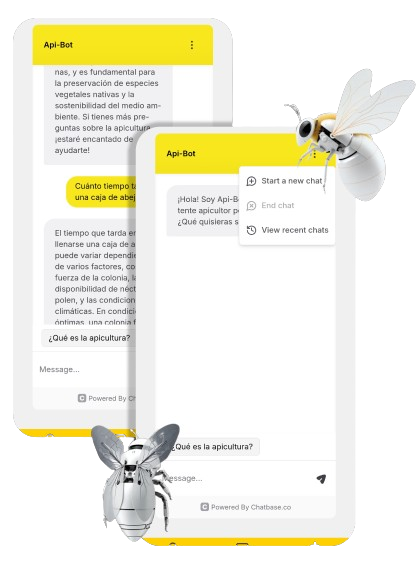 Api-Bot
nas, y es fundamental para
la preservación de especies
vegetales nativas y la
sostenibilidad del medio am-
biente. Si tienes más pre-
guntas sobre la apicultura,
¡estaré encantado de
ayudarte!
Cuánto tiempo ta
una caja de abej
El tiempo que tarda en
llenarse una caja de a
puede variar dependie
de varios factores, co
fuerza de la colonia, la
disponibilidad de néct
polen, y las condicion
climáticas. En condici
óptimas, una colonia f
¿Qué es la apicultura?
Message...
Powered By Ch
Api-Bot
Start a new chat
End chat
View recent chats
¡Hola! Soy Api-B
tente apicultor p
¿Qué quisieras s
¿Qué es la apicultura?
Message...
Powered By Chatbase.co